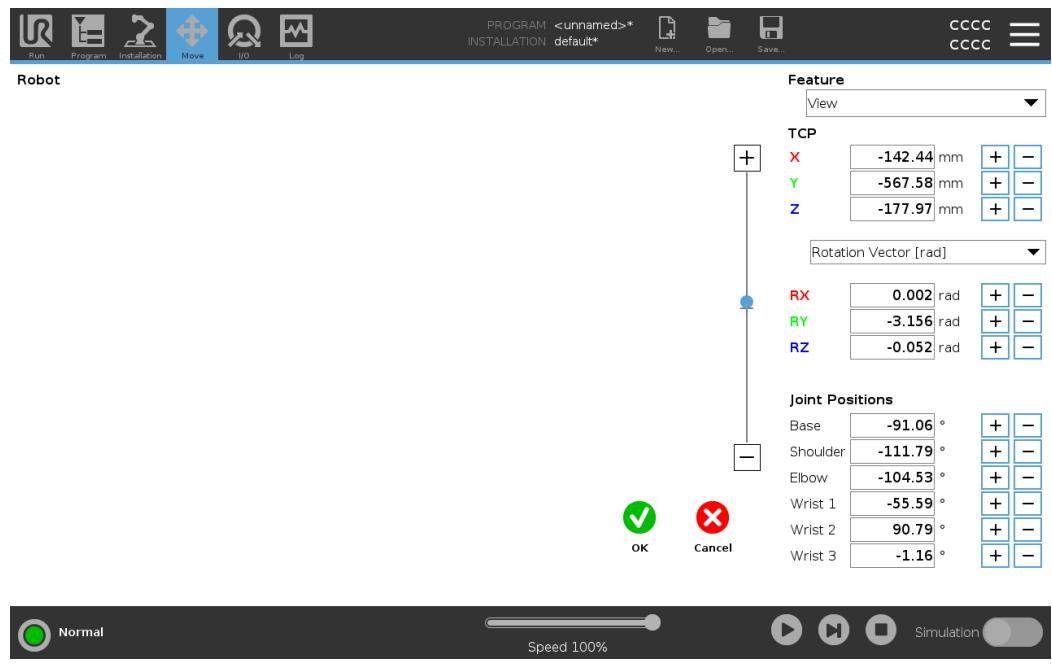 PROGRAM <unnamed>*
INSTALLATION default*
Run Program Installation Move I/O Log
New... Open... Save...
CCCC
CCCC
Robot
Feature
View
TCP
X -142.44 mm
Y -567.58 mm
Z -177.97 mm
Rotation Vector [rad]
RX 0.002 rad
RY -3.156 rad
RZ -0.052 rad
Joint Positions
Base -91.06 °
Shoulder -111.79 °
Elbow -104.53 °
Wrist 1 -55.59 °
Wrist 2 90.79 °
Wrist 3 -1.16 °
OK Cancel
Normal
Speed 100%
Simulation